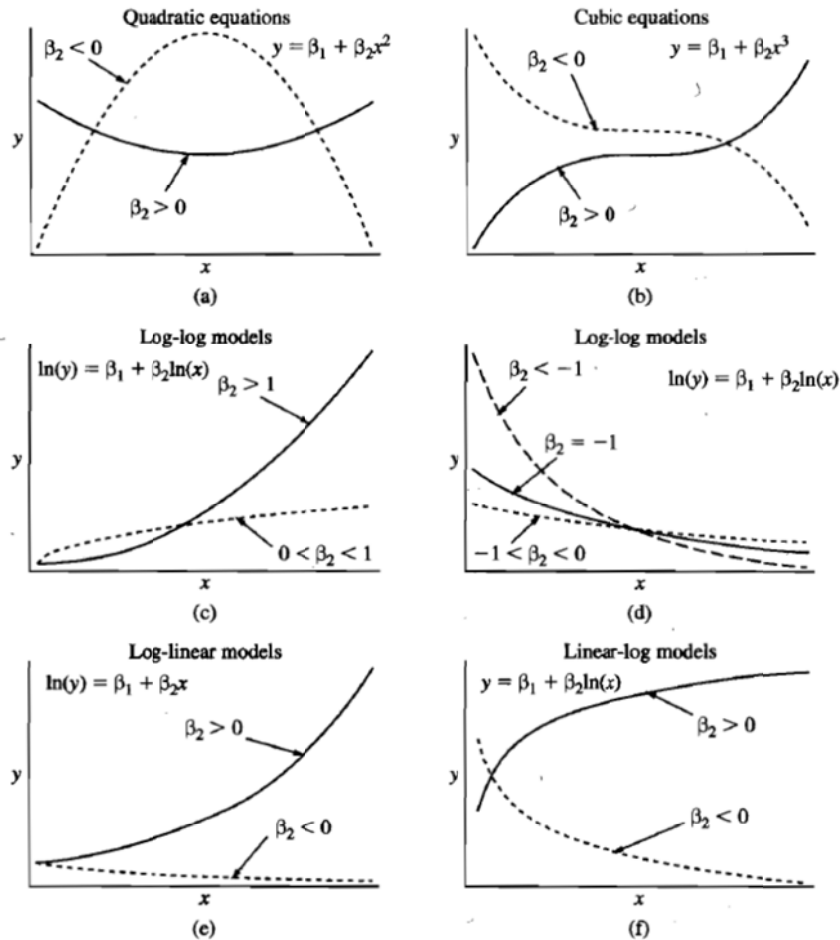 Quadratic equations
β₂ < 0
y = β₁ + β₂x²
y
β₂ > 0
x
(a)
Cubic equations
β₂ < 0
y = β₁ + β₂x³
y
β₂ > 0
x
(b)
Log-log models
ln(y) = β₁ + β₂ln(x)
β₂ > 1
y
0 < β₂ < 1
x
(c)
Log-log models
β₂ < −1
ln(y) = β₁ + β₂ln(x)
β₂ = −1
y
−1 < β₂ < 0
x
(d)
Log-linear models
ln(y) = β₁ + β₂x
β₂ > 0
y
β₂ < 0
x
(e)
Linear-log models
y = β₁ + β₂ln(x)
β₂ > 0
y
β₂ < 0
x
(f)